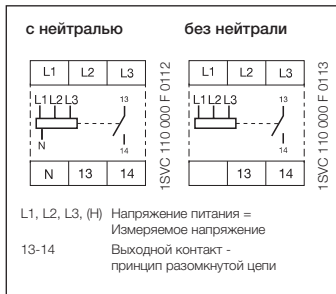 с нейтралью
без нейтрали
L1 L2 L3
L1 L2 L3
13
N
14
N 13 14
1SVC 110 000 F 0112
L1 L2 L3
L1 L2 L3
13
14
13 14
1SVC 110 000 F 0113
L1, L2, L3, (Н) Напряжение питания =
Измеряемое напряжение
13-14 Выходной контакт -
принцип разомкнутой цепи